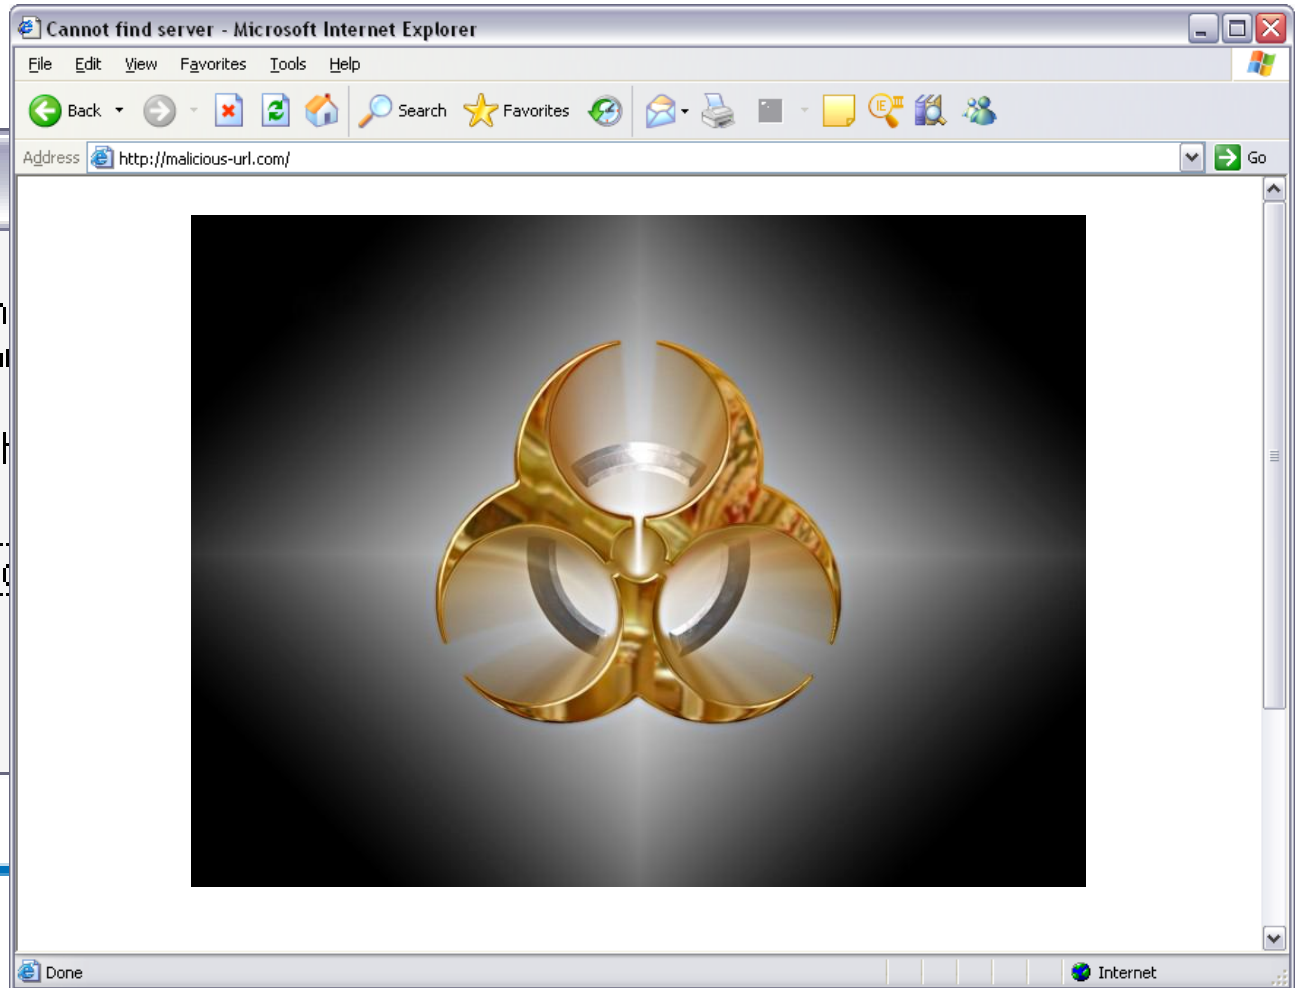 Cannot find server - Microsoft Internet Explorer
File Edit View Favorites Tools Help
Back Search Favorites
Address http://malicious-url.com/ Go
Done Internet